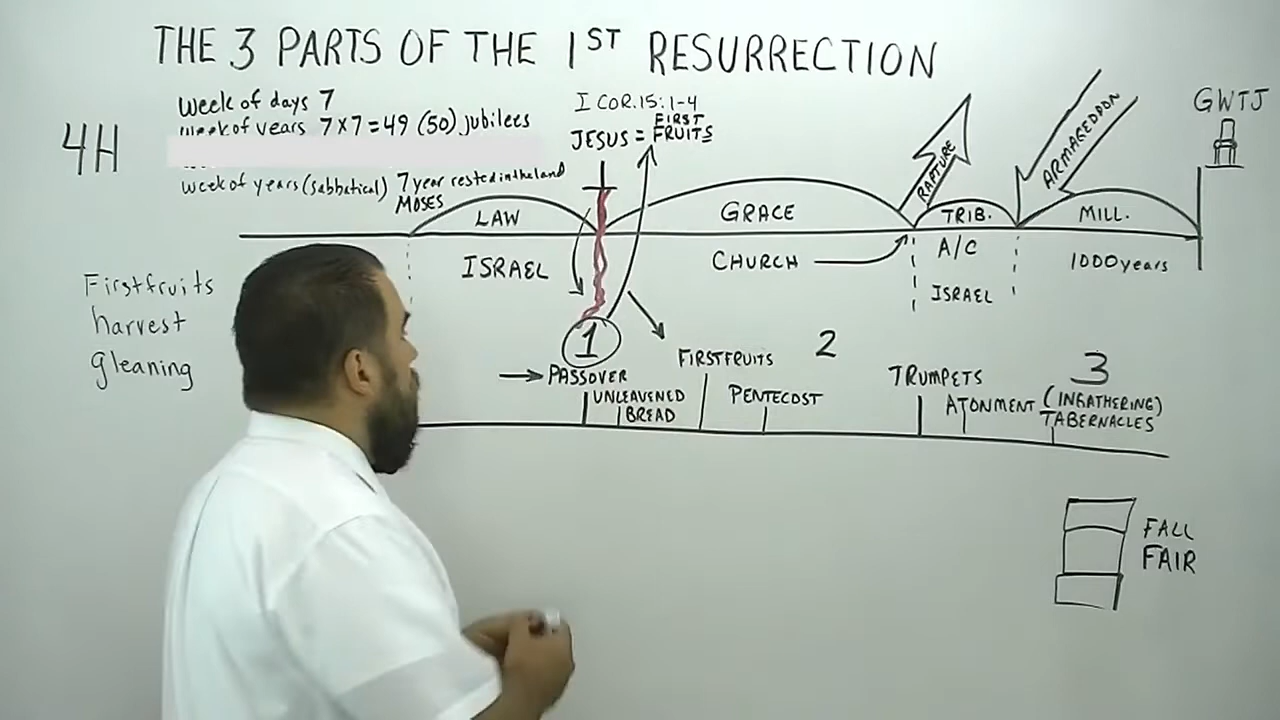 THE 3 PARTS OF THE 1ST RESURRECTION
4H
week of days 7
week of years 7x7=49 (50) jubilees
week of years (sabbatical) 7 year rested in the land
MOSES
I COR. 15:1-4
JESUS = FIRST FRUITS
RAPTURE
ARMAGEDDON
GWTJ
LAW
GRACE
TRIB.
MILL.
ISRAEL
CHURCH
A/C
ISRAEL
1000 years
Firstfruits
harvest
gleaning
1
2
3
PASSOVER
UNLEAVENED
BREAD
FIRSTFRUITS
PENTECOST
TRUMPETS
ATONMENT
(INGATHERING)
TABERNACLES
FALL
FAIR